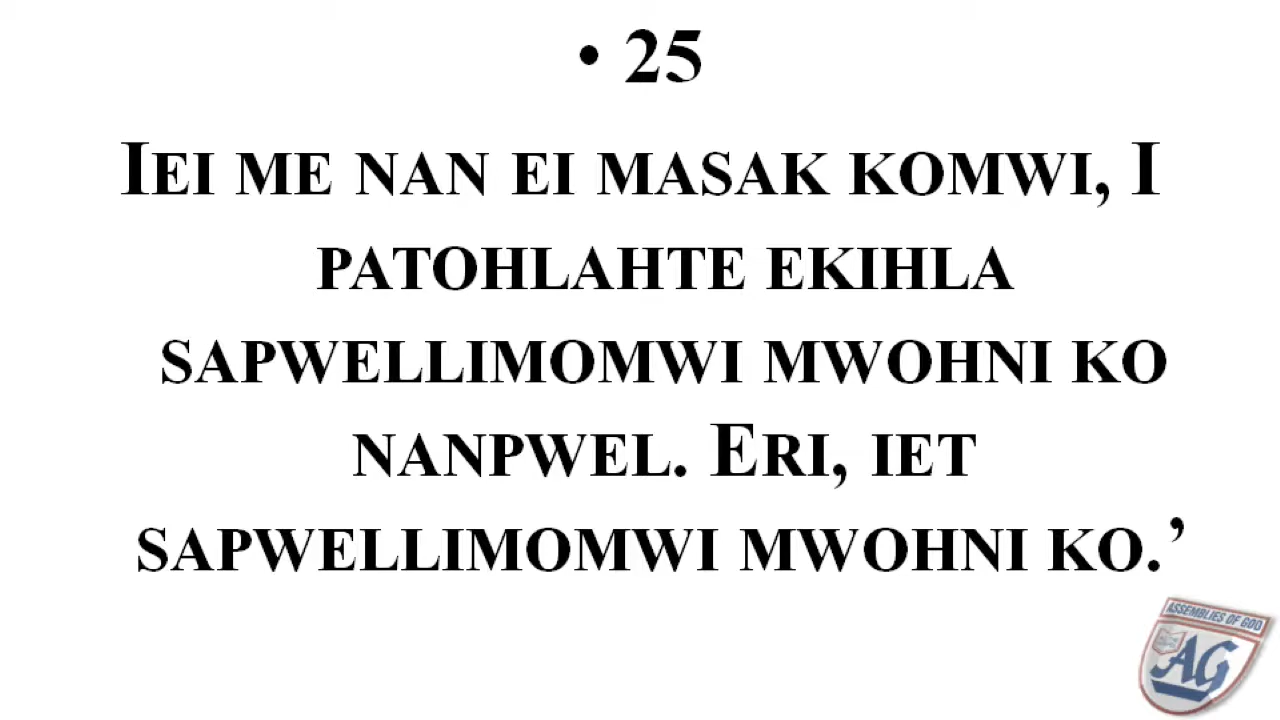 • 25
Iei me nan ei masak komwi, I
patohlahte ekihla
sapwellimomwi mwohni ko
nanpwel. Eri, iet
sapwellimomwi mwohni ko.’
ASSEMBLIES OF GOD
AG